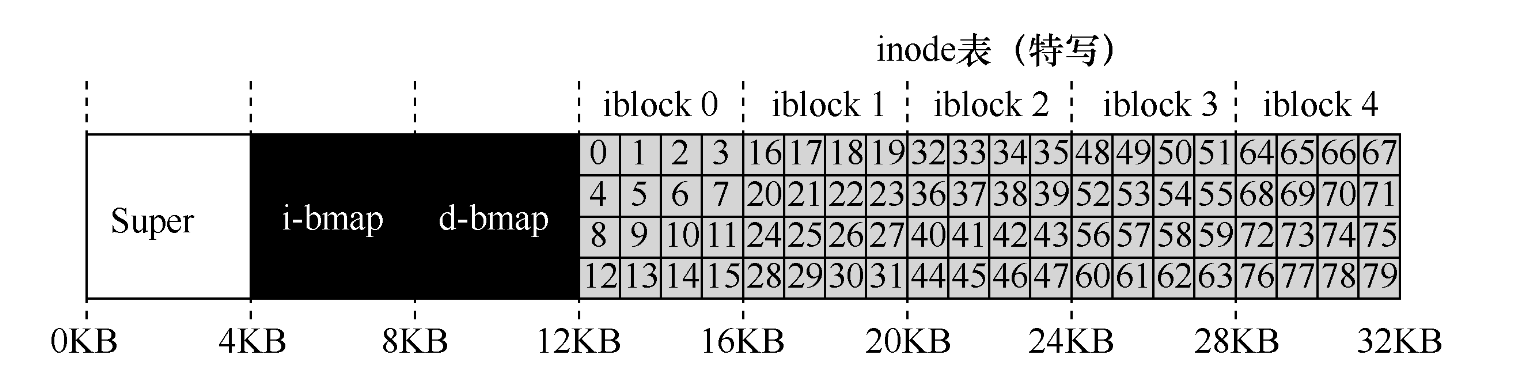 inode表（特写）
iblock 0 iblock 1 iblock 2 iblock 3 iblock 4
0 1 2 3 16 17 18 19 32 33 34 35 48 49 50 51 64 65 66 67
4 5 6 7 20 21 22 23 36 37 38 39 52 53 54 55 68 69 70 71
Super i-bmap d-bmap
8 9 10 11 24 25 26 27 40 41 42 43 56 57 58 59 72 73 74 75
12 13 14 15 28 29 30 31 44 45 46 47 60 61 62 63 76 77 78 79
0KB 4KB 8KB 12KB 16KB 20KB 24KB 28KB 32KB